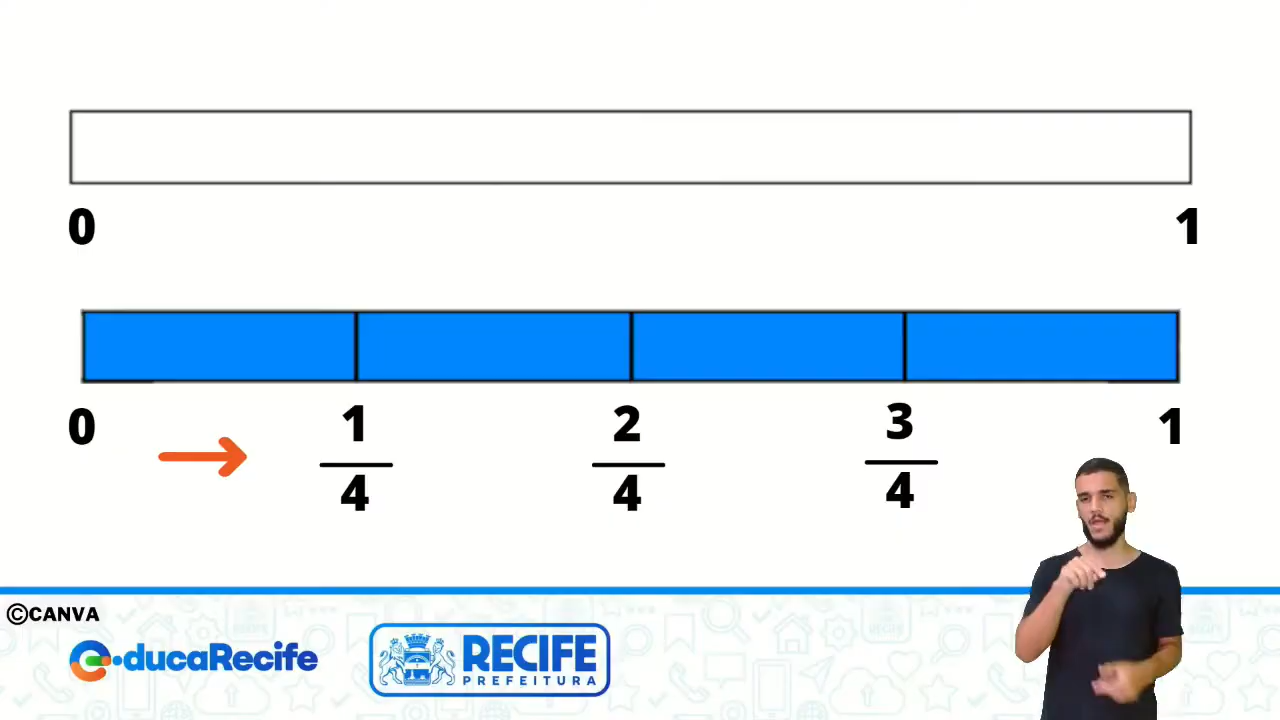 0 1
0 1/4 2/4 3/4 1
©CANVA
EducaRecife
RECIFE
PREFEITURA